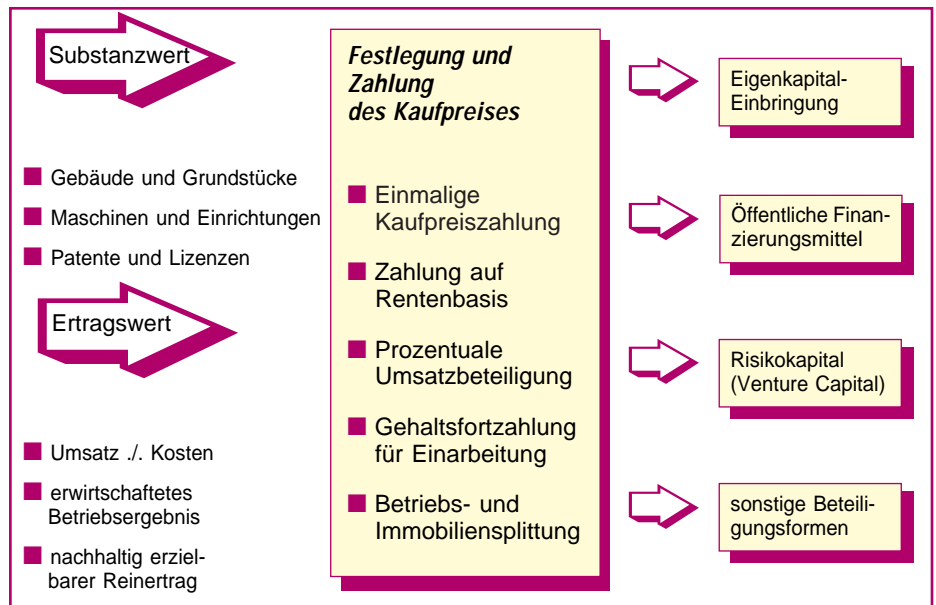 Substanzwert
■ Gebäude und Grundstücke
■ Maschinen und Einrichtungen
■ Patente und Lizenzen
Ertragswert
■ Umsatz ./. Kosten
■ erwirtschaftetes
Betriebsergebnis
■ nachhaltig erziel-
barer Reinertrag
Festlegung und
Zahlung
des Kaufpreises
■ Einmalige
Kaufpreiszahlung
■ Zahlung auf
Rentenbasis
■ Prozentuale
Umsatzbeteiligung
■ Gehaltsfortzahlung
für Einarbeitung
■ Betriebs- und
Immobiliensplittung
Eigenkapital-
Einbringung
Öffentliche Finan-
zierungsmittel
Risikokapital
(Venture Capital)
sonstige Beteili-
gungsformen